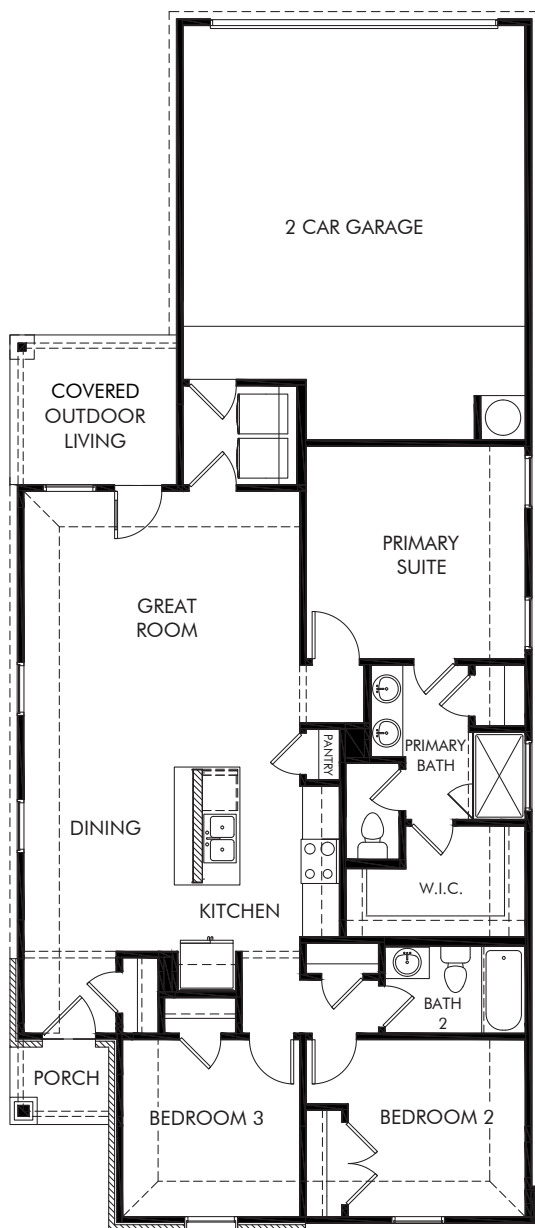 2 CAR GARAGE
COVERED
OUTDOOR
LIVING
PRIMARY
SUITE
GREAT
ROOM
PANTRY
PRIMARY
BATH
DINING
W.I.C.
KITCHEN
BATH
2
PORCH
BEDROOM 3
BEDROOM 2